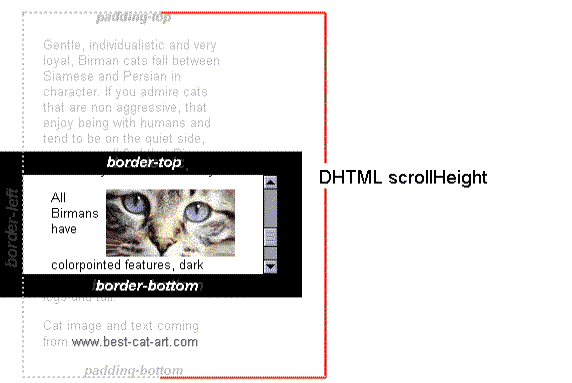 padding-top
Gentle, individualistic and very
loyal, Birman cats fall between
Siamese and Persian in
character. If you admire cats
that are non aggressive, that
enjoy being with humans and
tend to be on the quiet side,
border-top
DHTML scrollHeight
border-left
All
Birmans
have
colorpointed features, dark
border-bottom
Cat image and text coming
from www.best-cat-art.com
padding-bottom